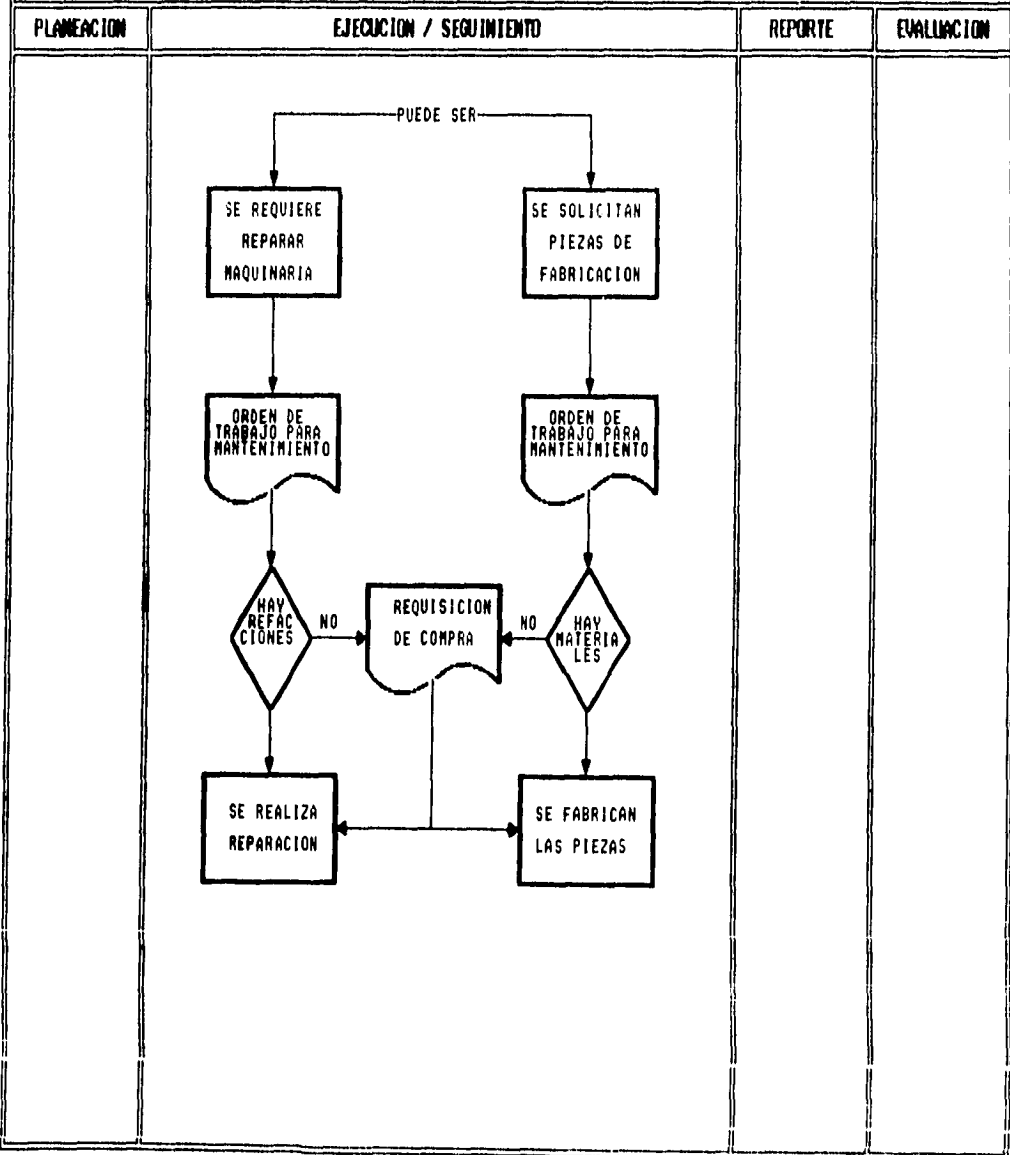 PLANEACION
EJECUCION / SEGUIMIENTO
REPORTE
EVALUACION
PUEDE SER
SE REQUIERE
REPARAR
MAQUINARIA
SE SOLICITAN
PIEZAS DE
FABRICACION
ORDEN DE
TRABAJO PARA
MANTENIMIENTO
ORDEN DE
TRABAJO PARA
MANTENIMIENTO
HAY
REFAC
CIONES
NO
REQUISICION
DE COMPRA
NO
HAY
MATERIA
LES
SE REALIZA
REPARACION
SE FABRICAN
LAS PIEZAS